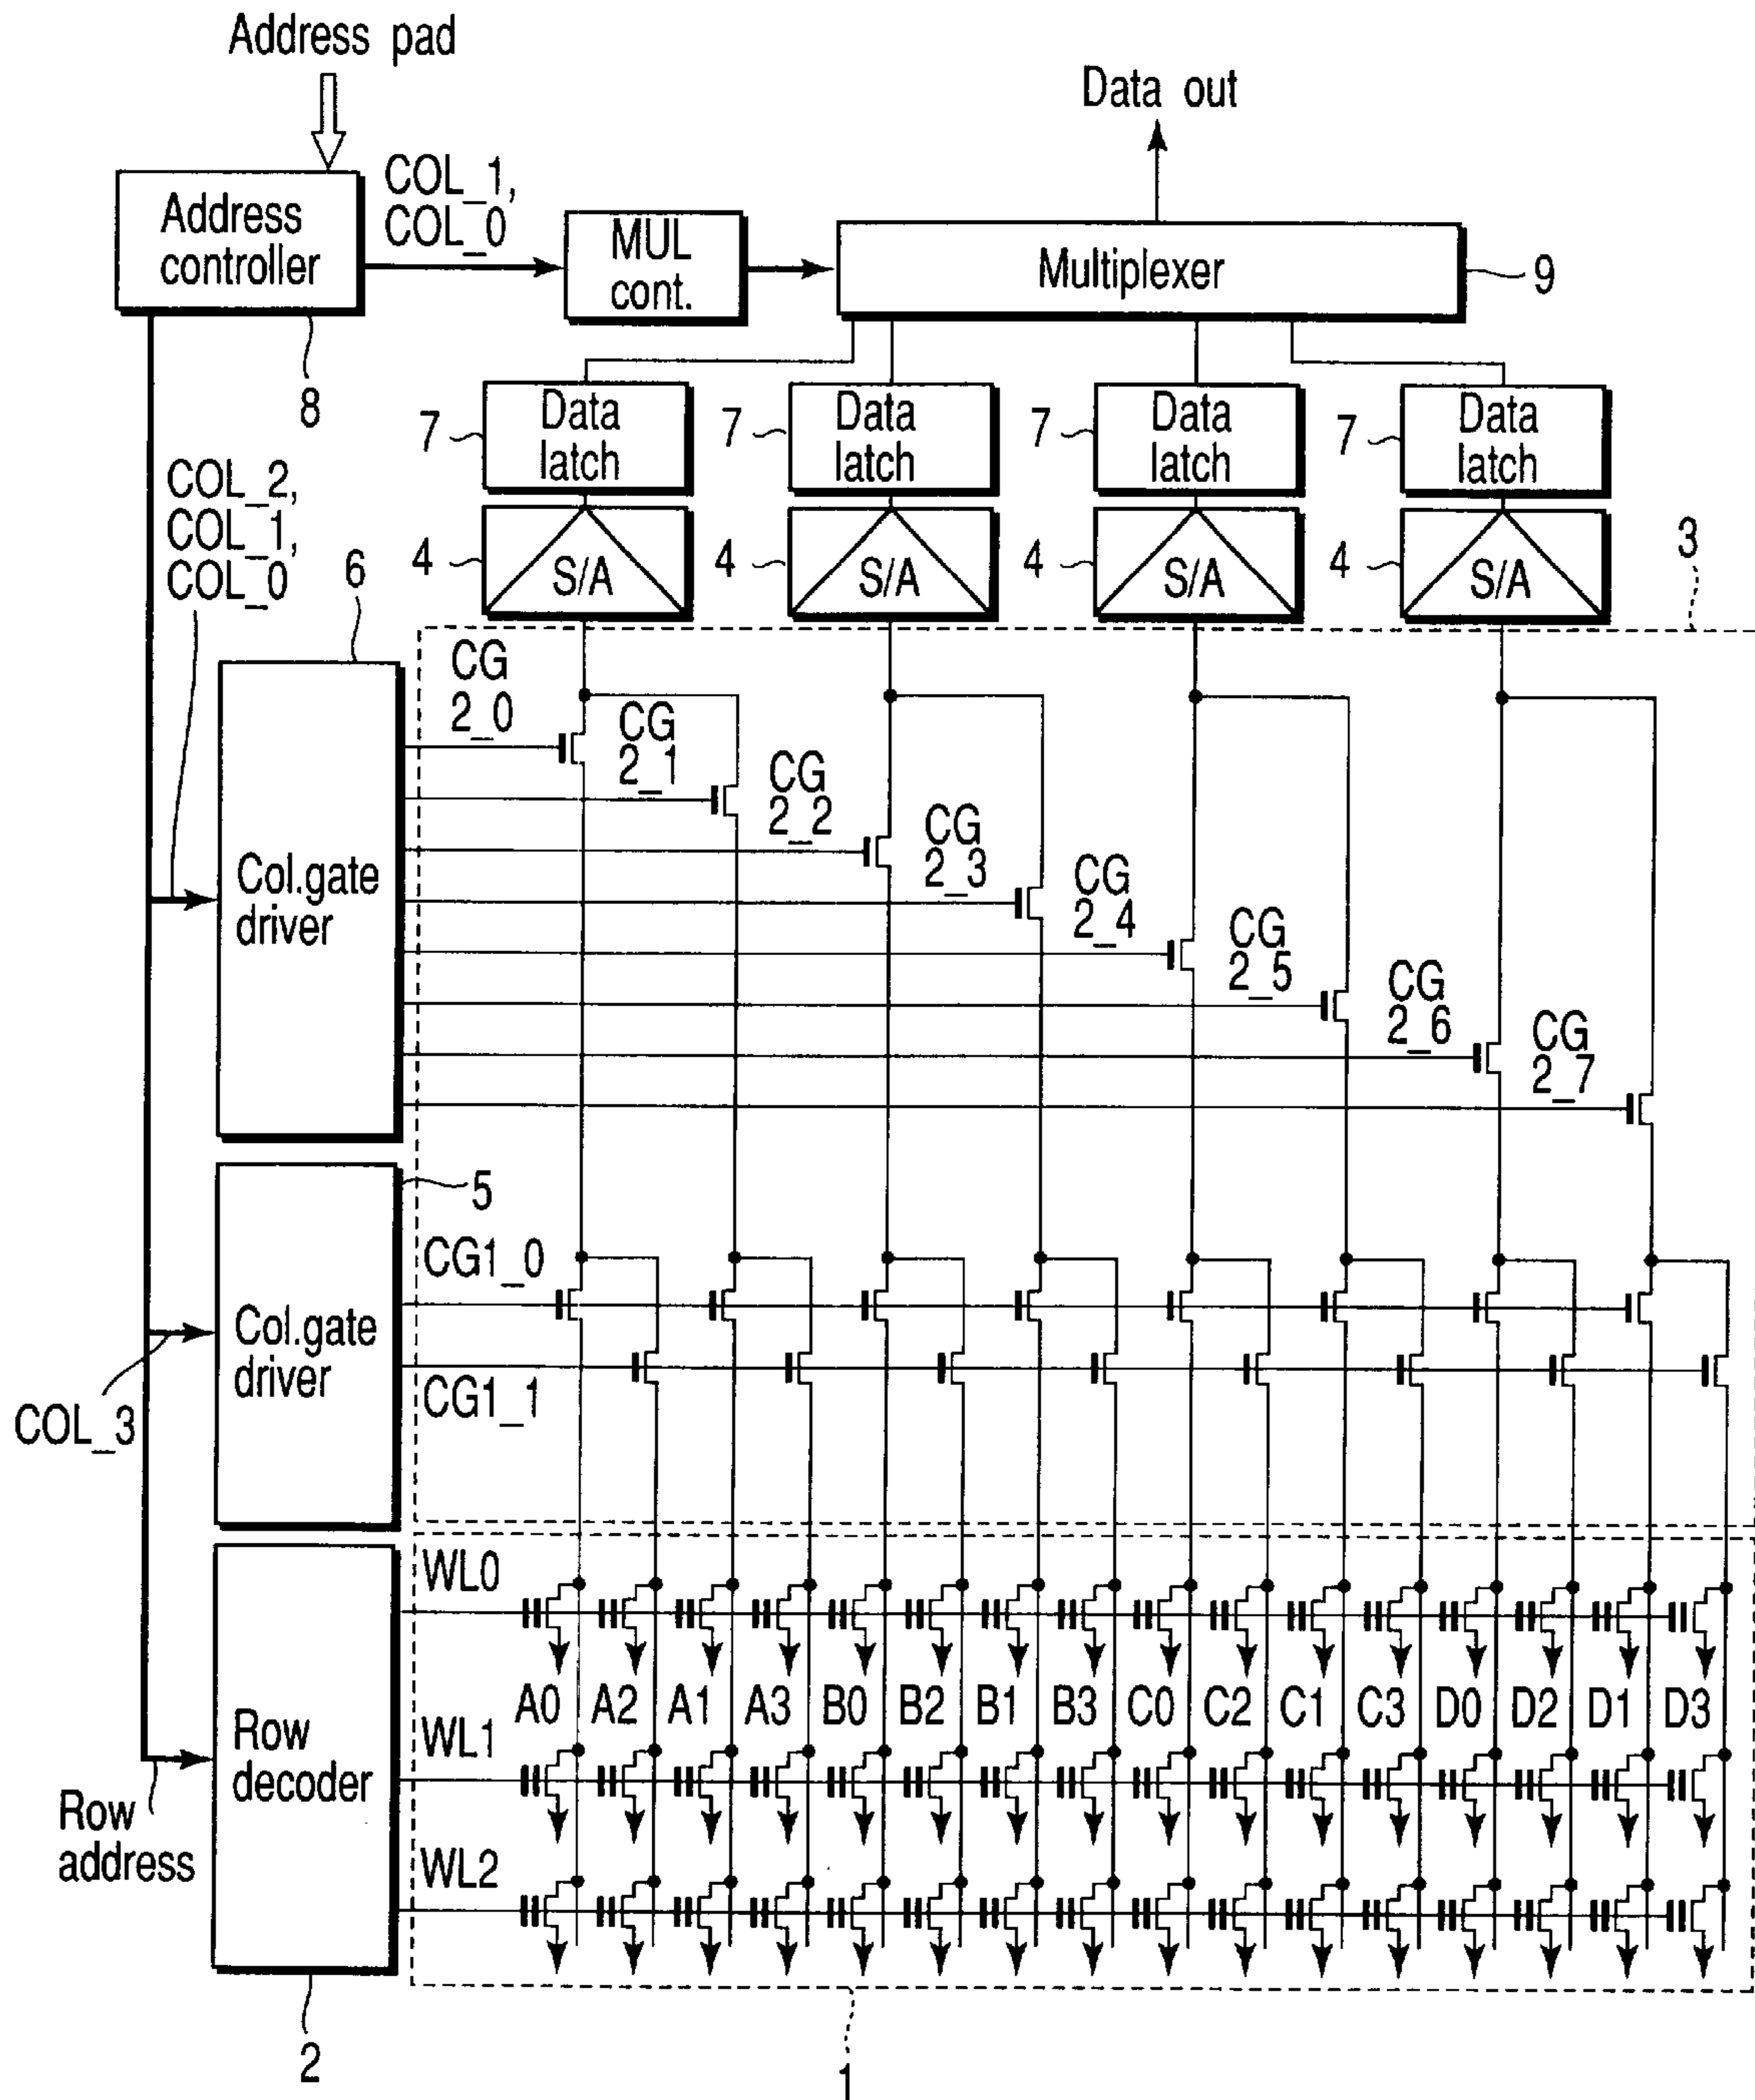 Address pad
Data out
Address
controller
COL_1,
COL_0
MUL
cont.
Multiplexer
9
8
7
Data
latch
7
Data
latch
7
Data
latch
7
Data
latch
COL_2,
COL_1,
COL_0
4
S/A
4
S/A
4
S/A
4
S/A
3
6
CG
2_0
CG
2_1
CG
2_2
CG
2_3
CG
2_4
CG
2_5
CG
2_6
CG
2_7
Col.gate
driver
5
CG1_0
Col.gate
driver
CG1_1
COL_3
WL0
A0 A2 A1 A3 B0 B2 B1 B3 C0 C2 C1 C3 D0 D2 D1 D3
WL1
Row
decoder
Row
address
WL2
2
1